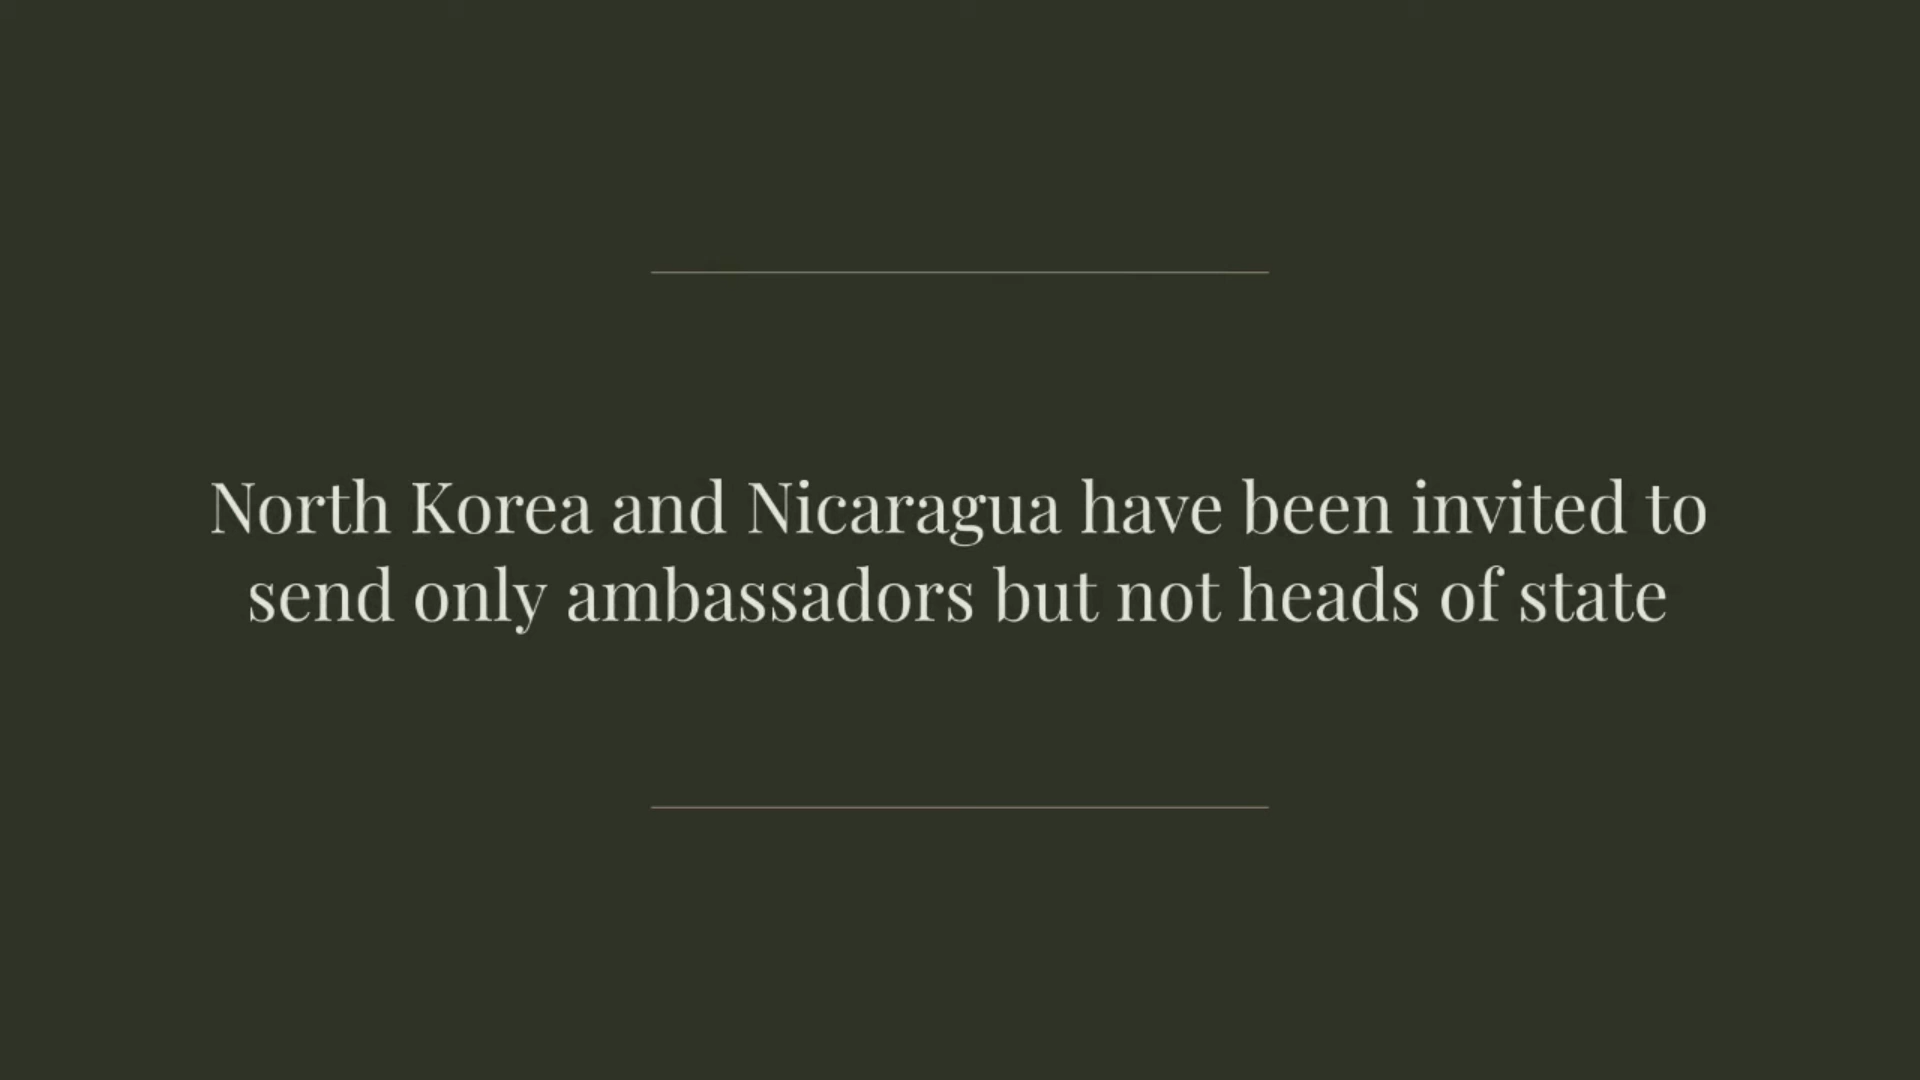 North Korea and Nicaragua have been invited to
send only ambassadors but not heads of state